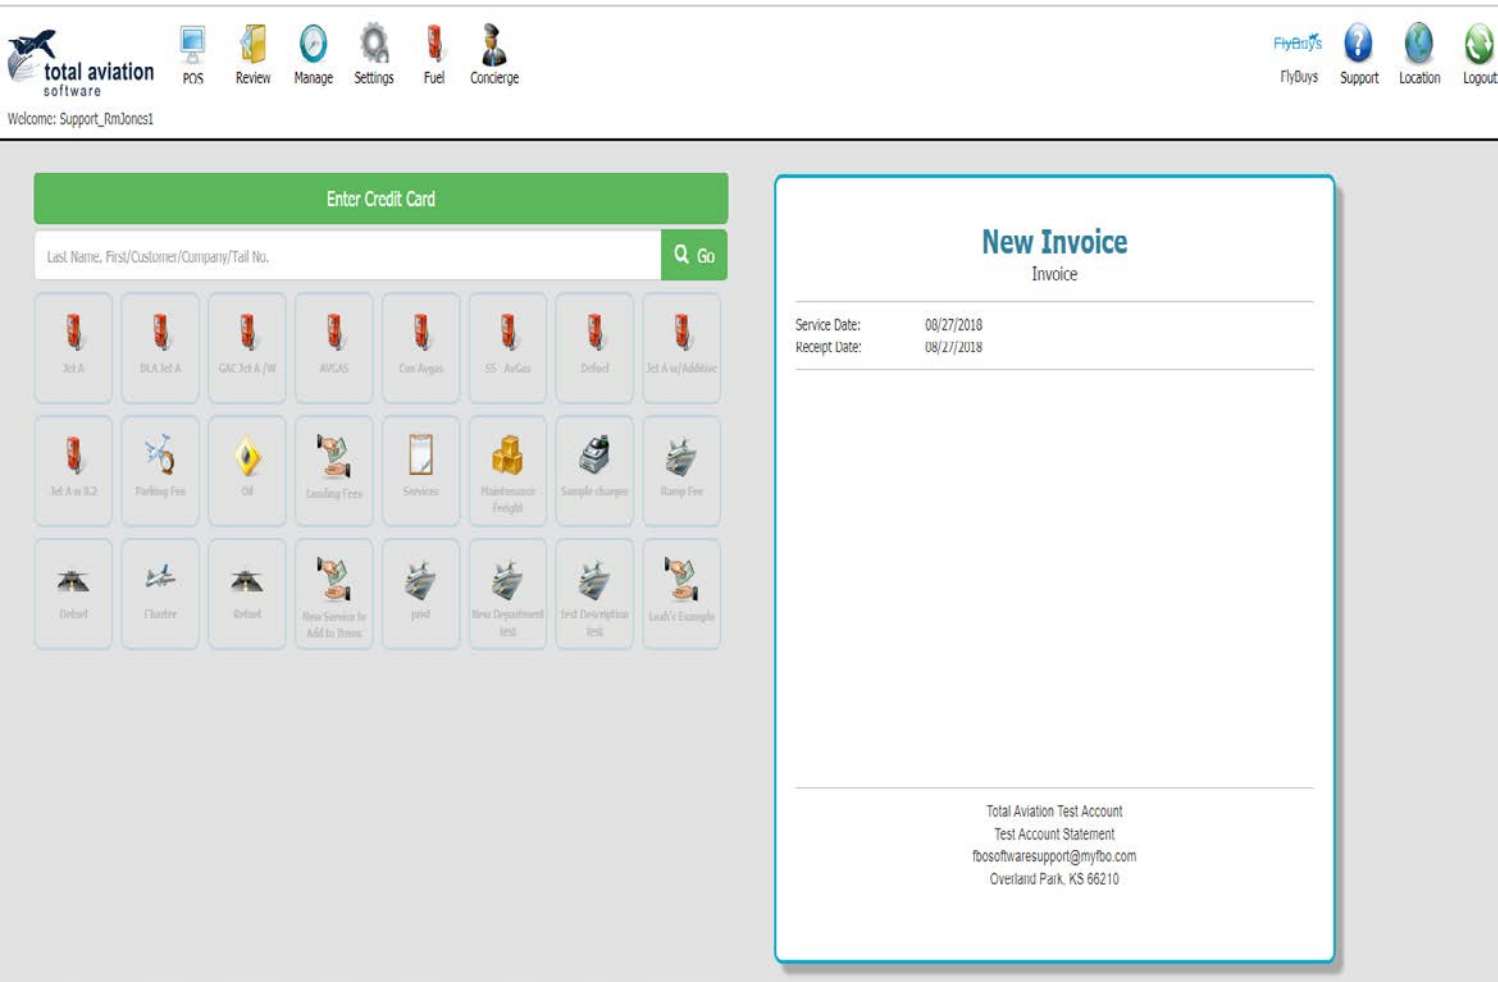 total aviation
software
POS
Review
Manage
Settings
Fuel
Concierge
FlyBuys
FlyBuys
Support
Location
Logout
Welcome: Support_RmJones1
Enter Credit Card
Last Name, First/Customer/Company/Tail No.
Go
Jet A
DLA Jet A
GAC Jet A /W
AVGAS
Con Avgas
SS AvGas
Defuel
Jet A w/Additive
Jet A w 8.2
Parking Fee
Oil
Landing Fees
Services
Maintenance
Freight
Sample charges
Ramp Fee
Charter
New Service to
Add to Items
New Department
test
test Description
test
Leah's Example
New Invoice
Invoice
Service Date: 08/27/2018
Receipt Date: 08/27/2018
Total Aviation Test Account
Test Account Statement
fbosoftwaresupport@myfbo.com
Overland Park, KS 66210